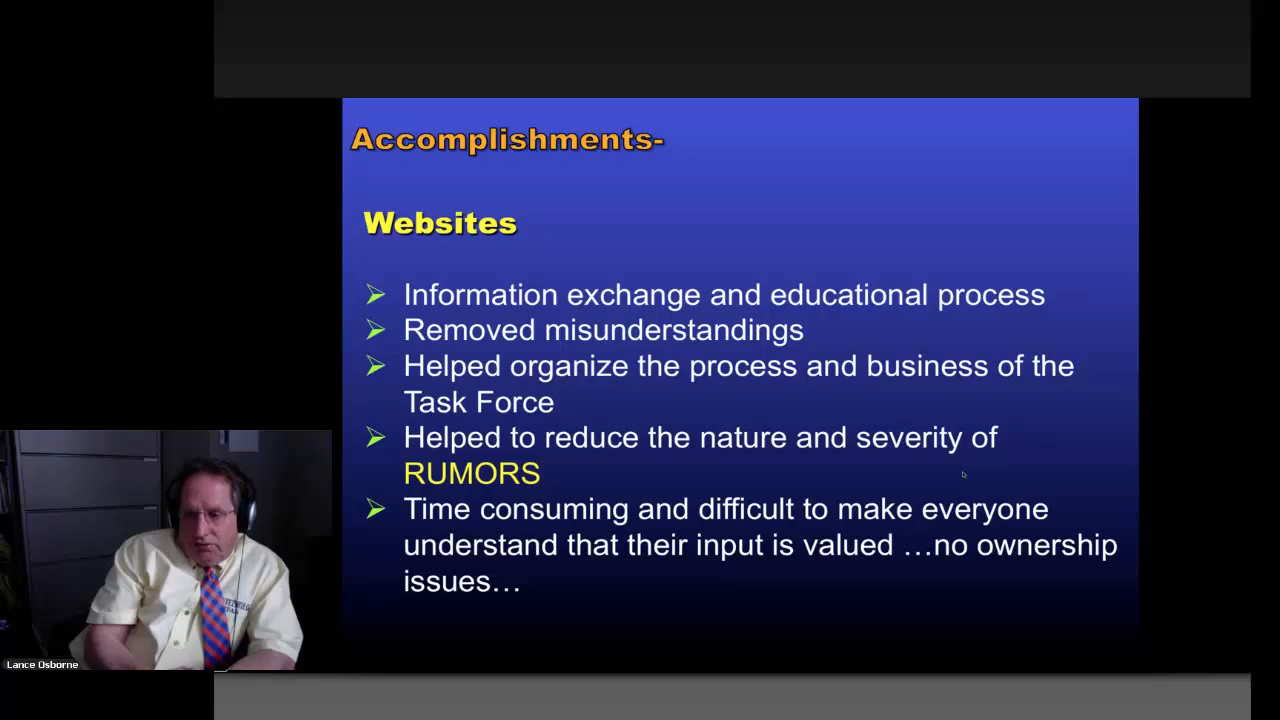 Accomplishments-
Websites
Information exchange and educational process
Removed misunderstandings
Helped organize the process and business of the
Task Force
Helped to reduce the nature and severity of
RUMORS
Time consuming and difficult to make everyone
understand that their input is valued …no ownership
issues…
Lance Osborne